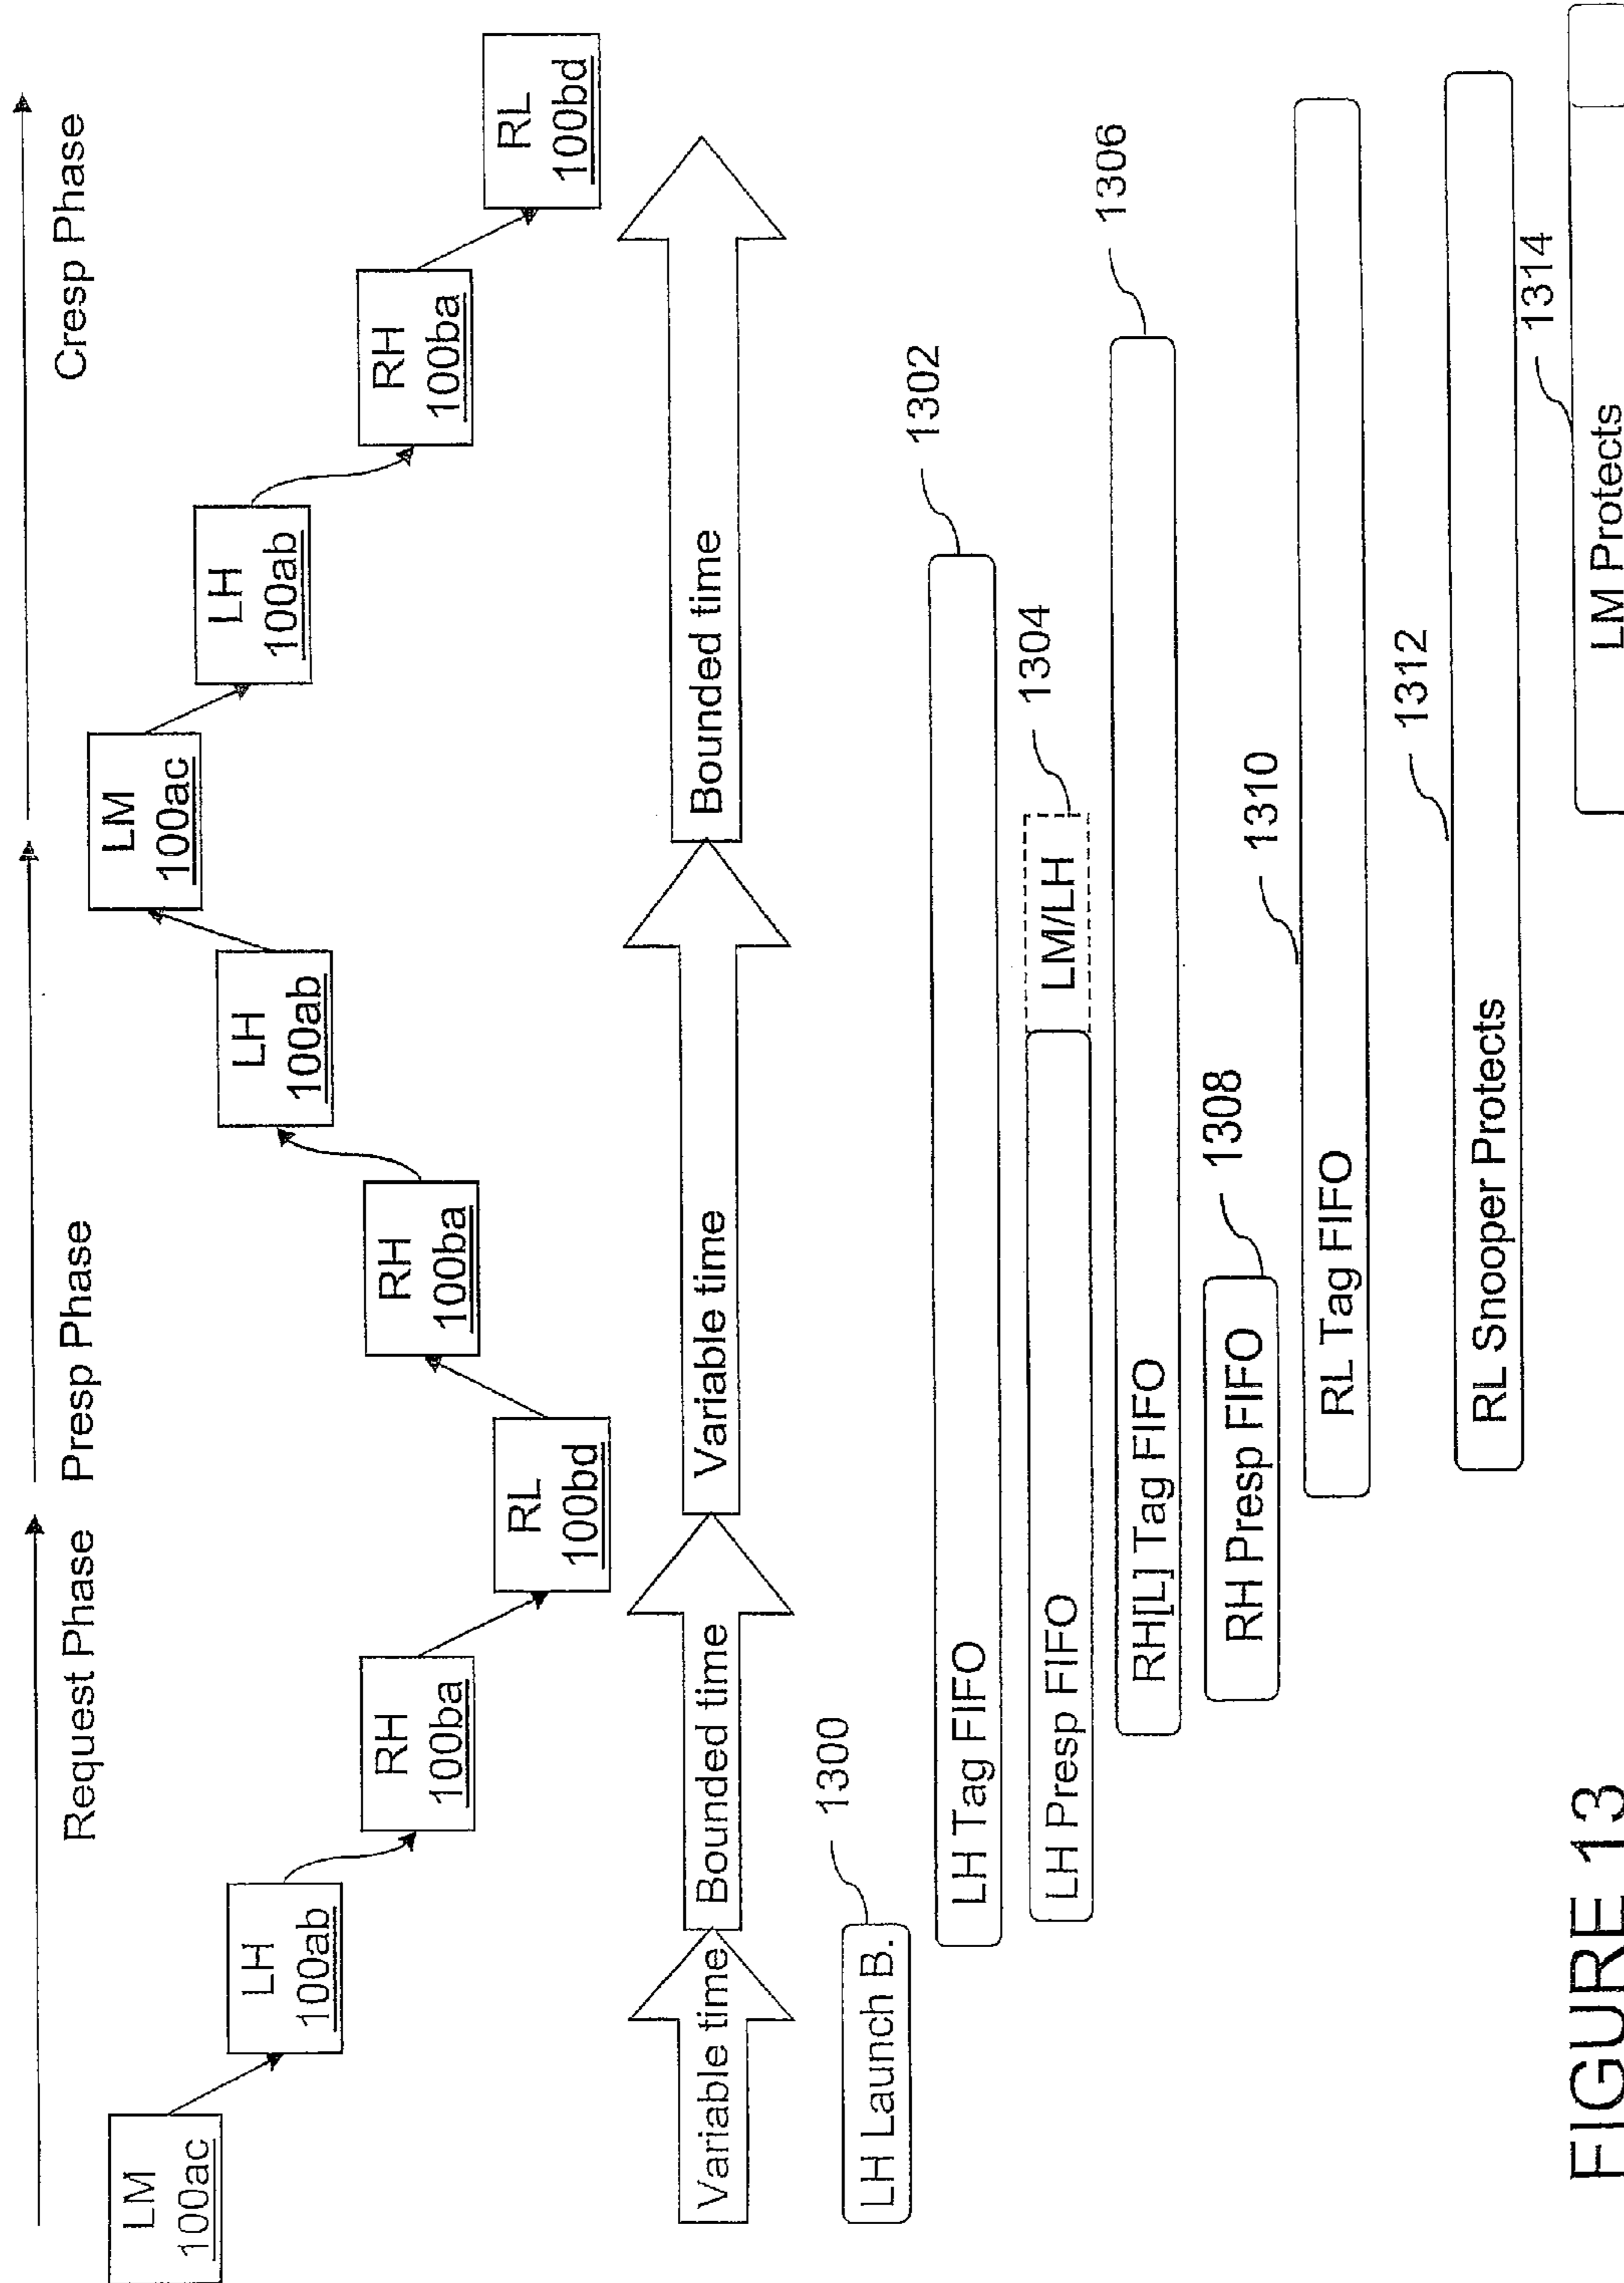 Request Phase
Presp Phase
Cresp Phase
LM
100ac
LH
100ab
RH
100ba
RL
100bd
RH
100ba
LH
100ab
LM
100ac
LH
100ab
RH
100ba
RL
100bd
Variable time
Bounded time
Variable time
Bounded time
1300
LH Launch B.
1302
LH Tag FIFO
1304
LH Presp FIFO
LM/LH
1306
RH[L] Tag FIFO
1308
RH Presp FIFO
1310
RL Tag FIFO
1312
RL Snooper Protects
1314
LM Protects
FIGURE 13